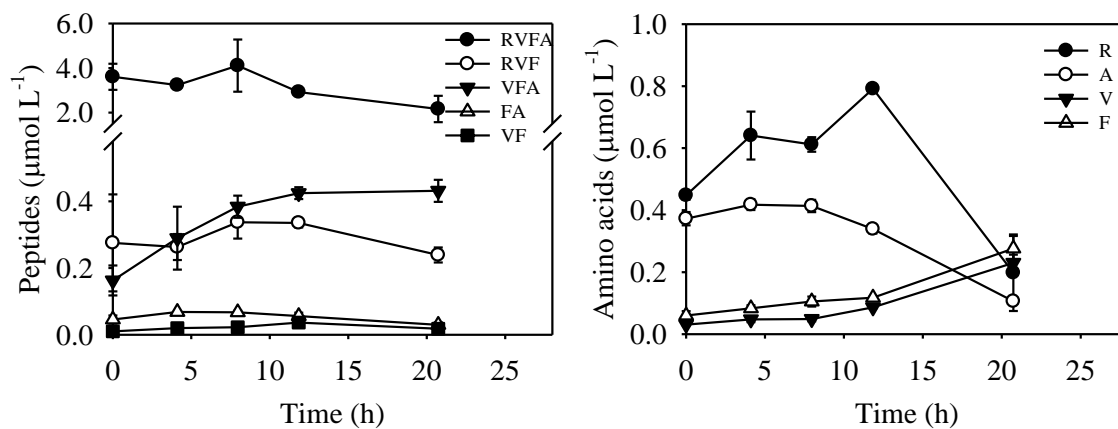 6.0
4.0
2.0
0.4
0.2
0.0
Peptides (µmol L⁻¹)
RVFA
RVF
VFA
FA
VF
0 5 10 15 20 25
Time (h)
1.0
0.8
0.6
0.4
0.2
0.0
Amino acids (µmol L⁻¹)
R
A
V
F
0 5 10 15 20 25
Time (h)